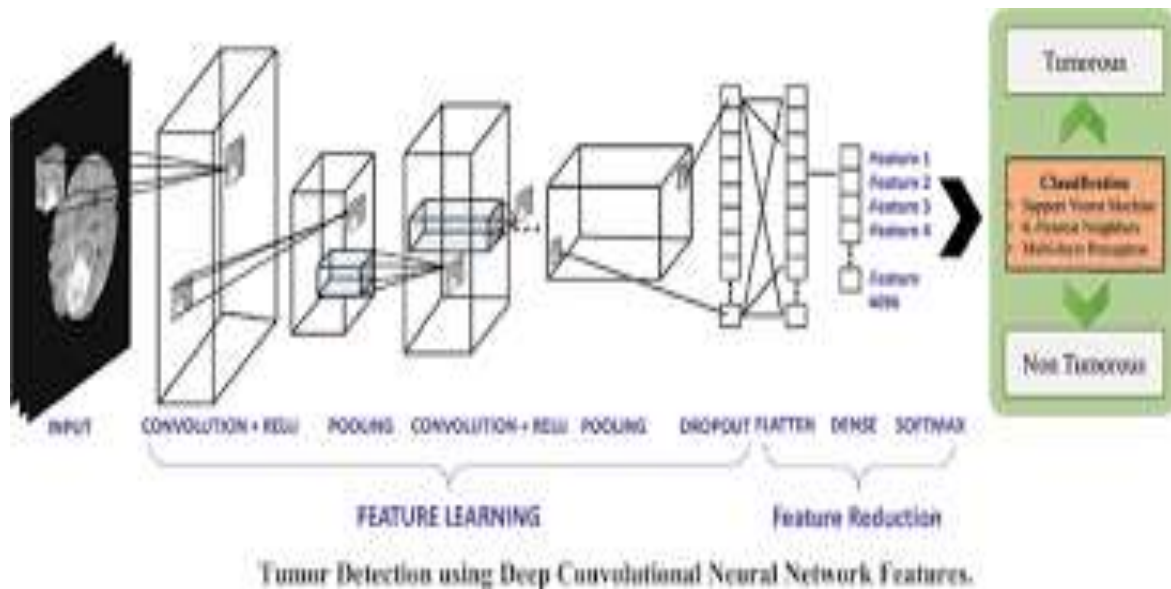 Tumorous
Classification
• Support Vector Machine
• K-Nearest Neighbors
• Multi-layer Perceptron
Non Tumorous
Feature 1
Feature 2
Feature 3
Feature 4
Feature
4096
INPUT
CONVOLUTION + RELU
POOLING
CONVOLUTION + RELU
POOLING
DROPOUT
FLATTEN
DENSE
SOFTMAX
FEATURE LEARNING
Feature Reduction
Tumor Detection using Deep Convolutional Neural Network Features.